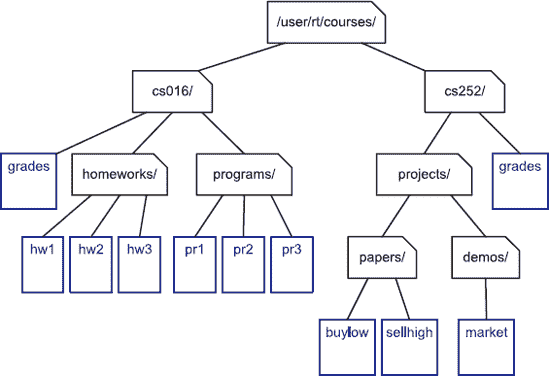 /user/rt/courses/
cs016/
cs252/
grades
homeworks/
programs/
projects/
grades
hw1
hw2
hw3
pr1
pr2
pr3
papers/
demos/
buylow
sellhigh
market